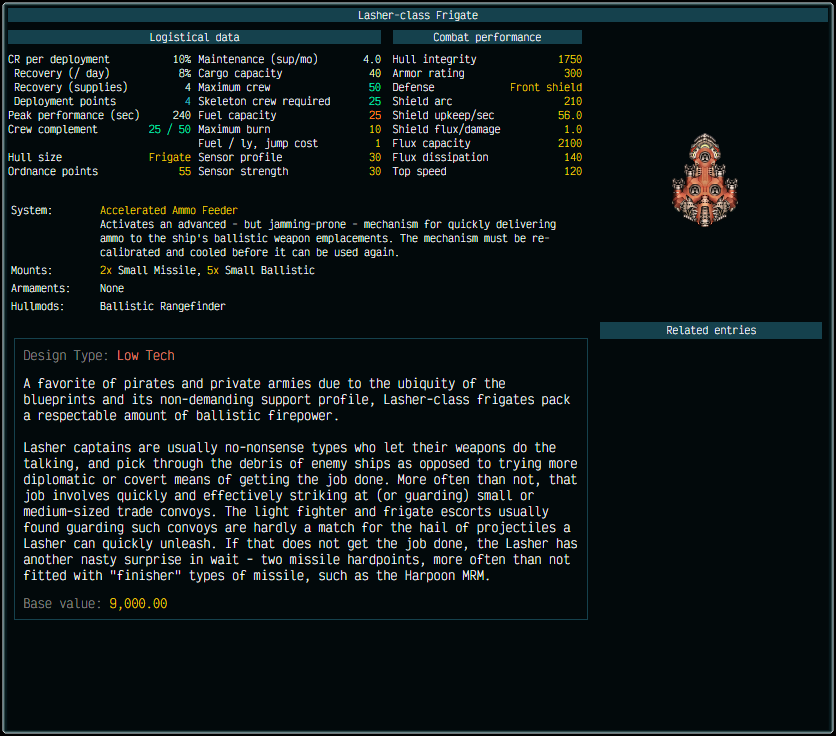 Lasher-class Frigate
Logistical data
Combat performance
CR per deployment 10% Maintenance (sup/mo) 4.0 Hull integrity 1750
Recovery (/ day) 8% Cargo capacity 40 Armor rating 300
Recovery (supplies) 4 Maximum crew 50 Defense Front shield
Deployment points 4 Skeleton crew required 25 Shield arc 210
Peak performance (sec) 240 Fuel capacity 25 Shield upkeep/sec 56.0
Crew complement 25 / 50 Maximum burn 10 Shield flux/damage 1.0
Fuel / ly, jump cost 1 Flux capacity 2100
Hull size Frigate Sensor profile 30 Flux dissipation 140
Ordnance points 55 Sensor strength 30 Top speed 120
System: Accelerated Ammo Feeder
Activates an advanced - but jamming-prone - mechanism for quickly delivering
ammo to the ship's ballistic weapon emplacements. The mechanism must be re-
calibrated and cooled before it can be used again.
Mounts: 2x Small Missile, 5x Small Ballistic
Armaments: None
Hullmods: Ballistic Rangefinder
Related entries
Design Type: Low Tech
A favorite of pirates and private armies due to the ubiquity of the
blueprints and its non-demanding support profile, Lasher-class frigates pack
a respectable amount of ballistic firepower.
Lasher captains are usually no-nonsense types who let their weapons do the
talking, and pick through the debris of enemy ships as opposed to trying more
diplomatic or covert means of getting the job done. More often than not, that
job involves quickly and effectively striking at (or guarding) small or
medium-sized trade convoys. The light fighter and frigate escorts usually
found guarding such convoys are hardly a match for the hail of projectiles a
Lasher can quickly unleash. If that does not get the job done, the Lasher has
another nasty surprise in wait - two missile hardpoints, more often than not
fitted with "finisher" types of missile, such as the Harpoon MRM.
Base value: 9,000.00